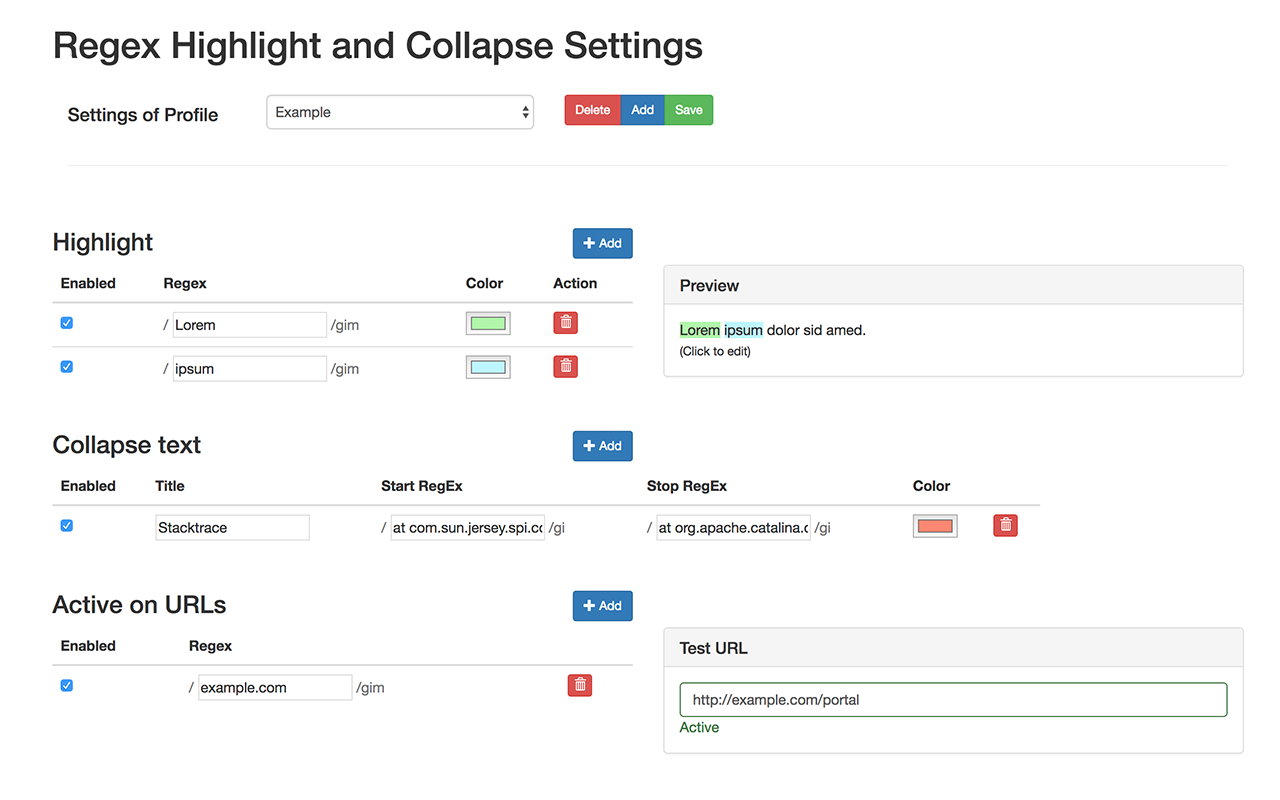 Regex Highlight and Collapse Settings
Settings of Profile Example Delete Add Save
Highlight Add
Enabled Regex Color Action
/ Lorem /gim
/ ipsum /gim
Preview
Lorem ipsum dolor sid amed.
(Click to edit)
Collapse text Add
Enabled Title Start RegEx Stop RegEx Color
Stacktrace / at com.sun.jersey.spi.cc /gi / at org.apache.catalina.c /gi
Active on URLs Add
Enabled Regex
/ example.com /gim
Test URL
http://example.com/portal
Active